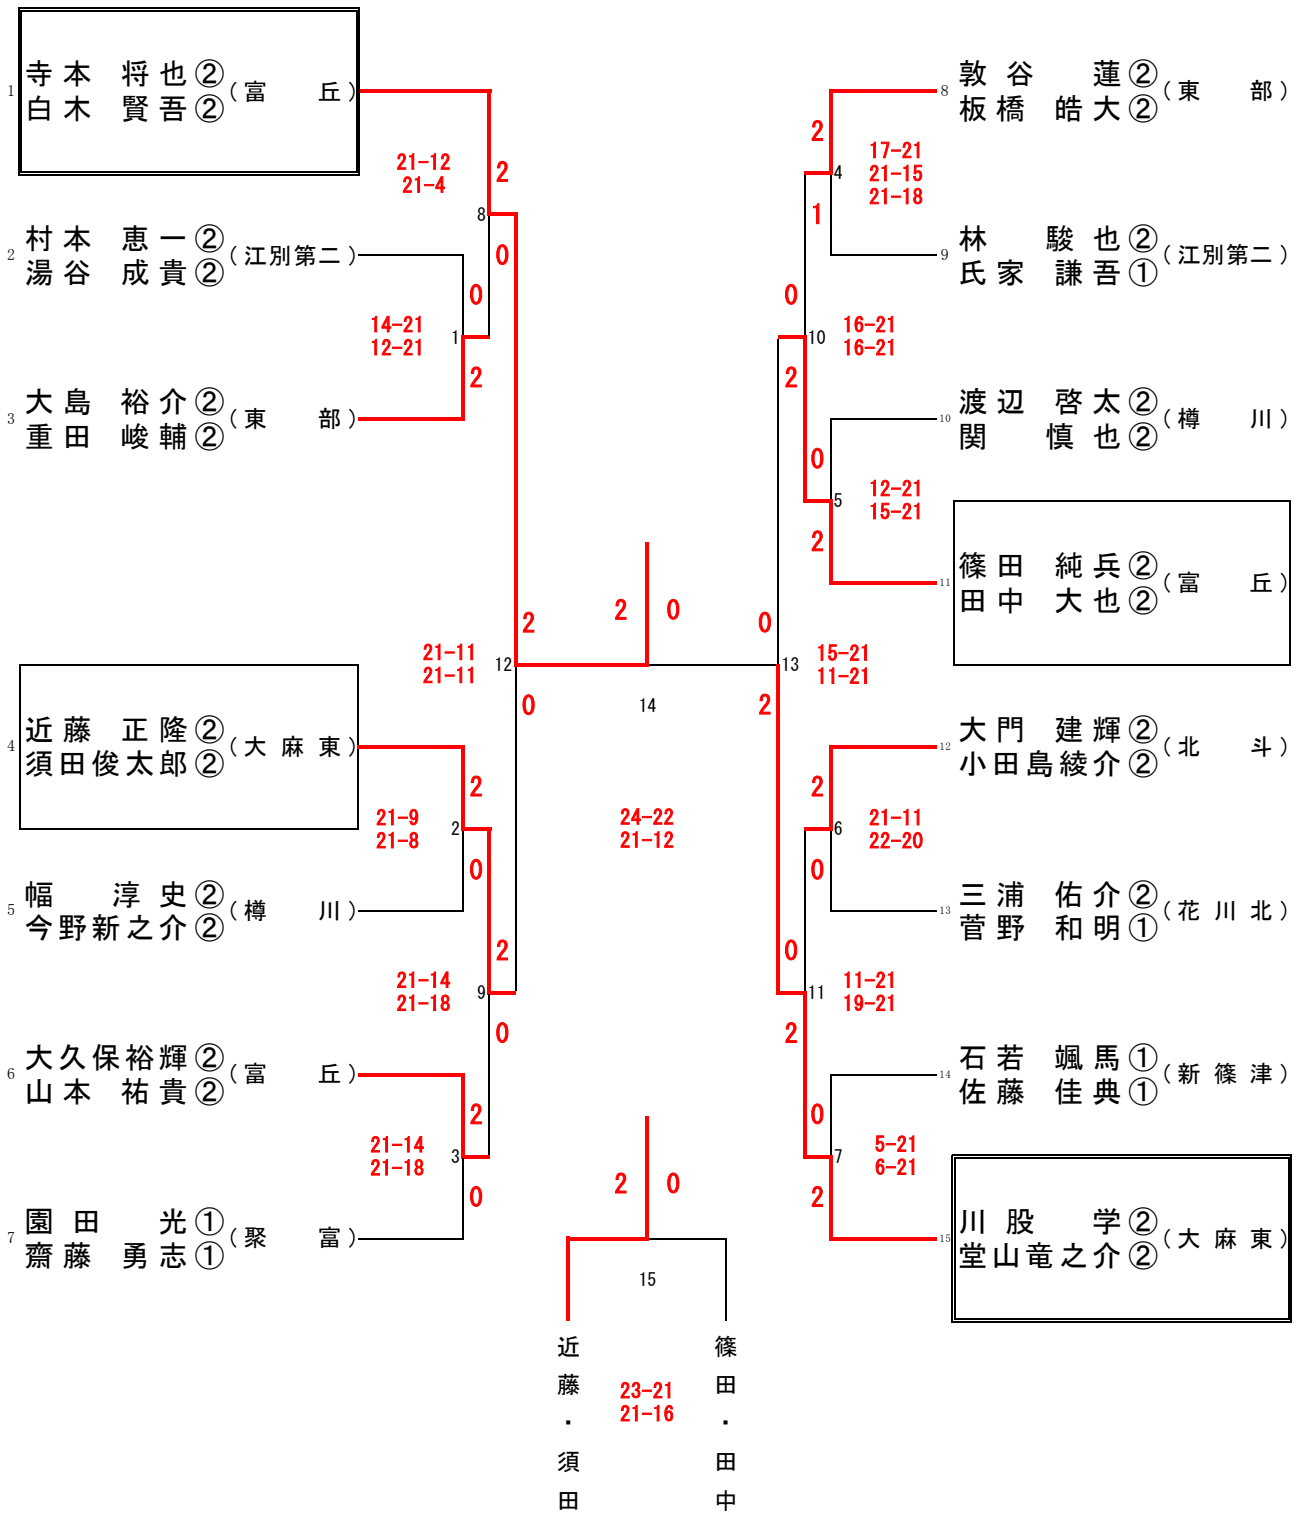 1 寺本 将也② (富 丘)
白木 賢吾②
21-12
21-4
2
8
0
2 村本 恵一② (江別第二)
湯谷 成貴②
0
14-21
12-21
1
2
3 大島 裕介② (東 部)
重田 峻輔②
2
21-11
21-11
12
0
4 近藤 正隆② (大麻東)
須田俊太郎②
2
21-9
21-8
2
0
5 幅 淳史② (樽 川)
今野新之介②
2
21-14
21-18
9
0
6 大久保裕輝② (富 丘)
山本 祐貴②
2
21-14
21-18
3
0
7 園田 光① (聚 富)
齋藤 勇志①
2 0
14
24-22
21-12
8 敦谷 蓮② (東 部)
板橋 皓大②
2
17-21
21-15
21-18
4
1
9 林 駿也② (江別第二)
氏家 謙吾①
0
16-21
16-21
10
2
10 渡辺 啓太② (樽 川)
関 慎也②
0
12-21
15-21
5
2
11 篠田 純兵② (富 丘)
田中 大也②
0
15-21
11-21
13
2
12 大門 建輝② (北 斗)
小田島綾介②
2
21-11
22-20
6
0
13 三浦 佑介② (花川北)
菅野 和明①
0
11-21
19-21
11
2
14 石若 颯馬① (新篠津)
佐藤 佳典①
0
5-21
6-21
7
2
15 川股 学② (大麻東)
堂山竜之介②
2 0
15
近藤・須田
23-21
21-16
篠田・田中